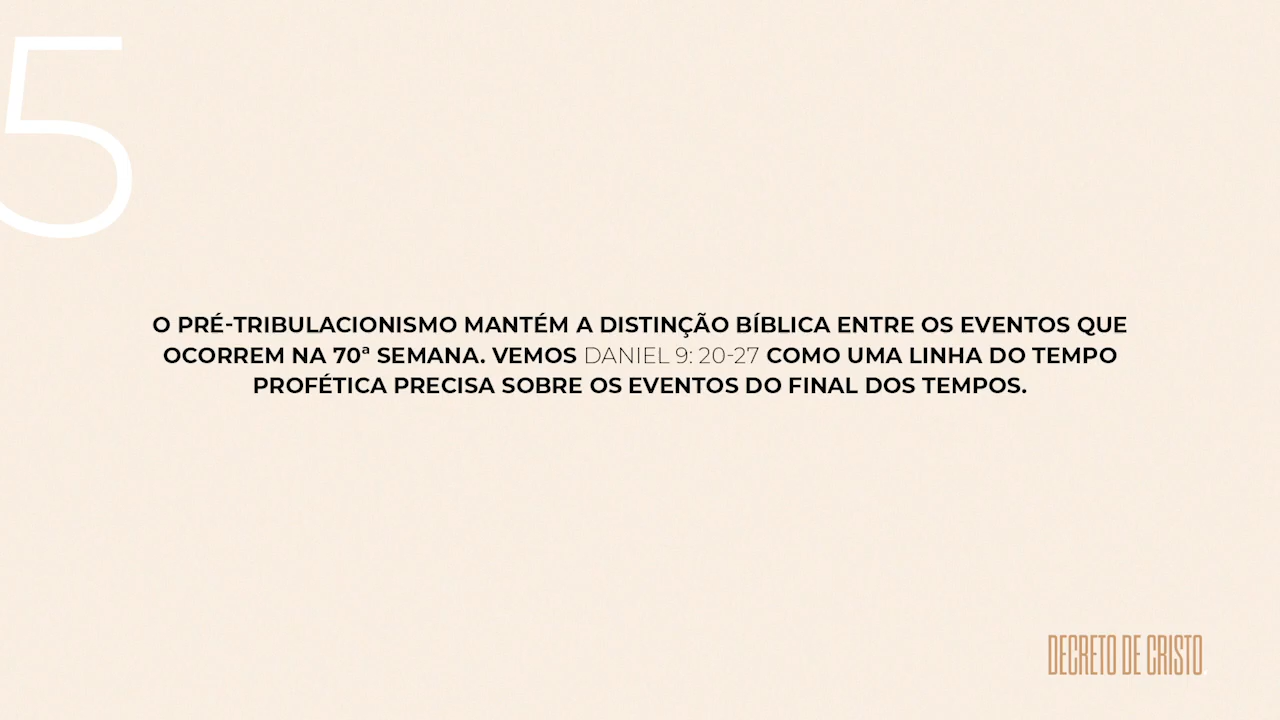 5
O PRÉ-TRIBULACIONISMO MANTÉM A DISTINÇÃO BÍBLICA ENTRE OS EVENTOS QUE
OCORREM NA 70ª SEMANA. VEMOS DANIEL 9: 20-27 COMO UMA LINHA DO TEMPO
PROFÉTICA PRECISA SOBRE OS EVENTOS DO FINAL DOS TEMPOS.
DECRETO DE CRISTO